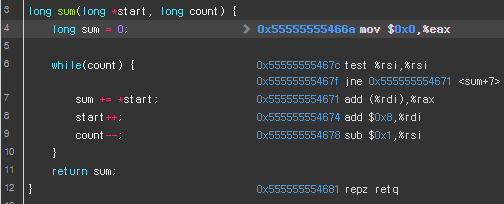 3 long sum(long *start, long count) {
4 long sum = 0; > 0x55555555466a mov $0x0,%eax
5
6 while(count) { 0x55555555467c test %rsi,%rsi
0x55555555467f jne 0x555555554671 <sum+7>
7 sum += *start; 0x555555554671 add (%rdi),%rax
8 start++; 0x555555554674 add $0x8,%rdi
9 count--; 0x555555554678 sub $0x1,%rsi
10 }
11 return sum;
12 } 0x555555554681 repz retq